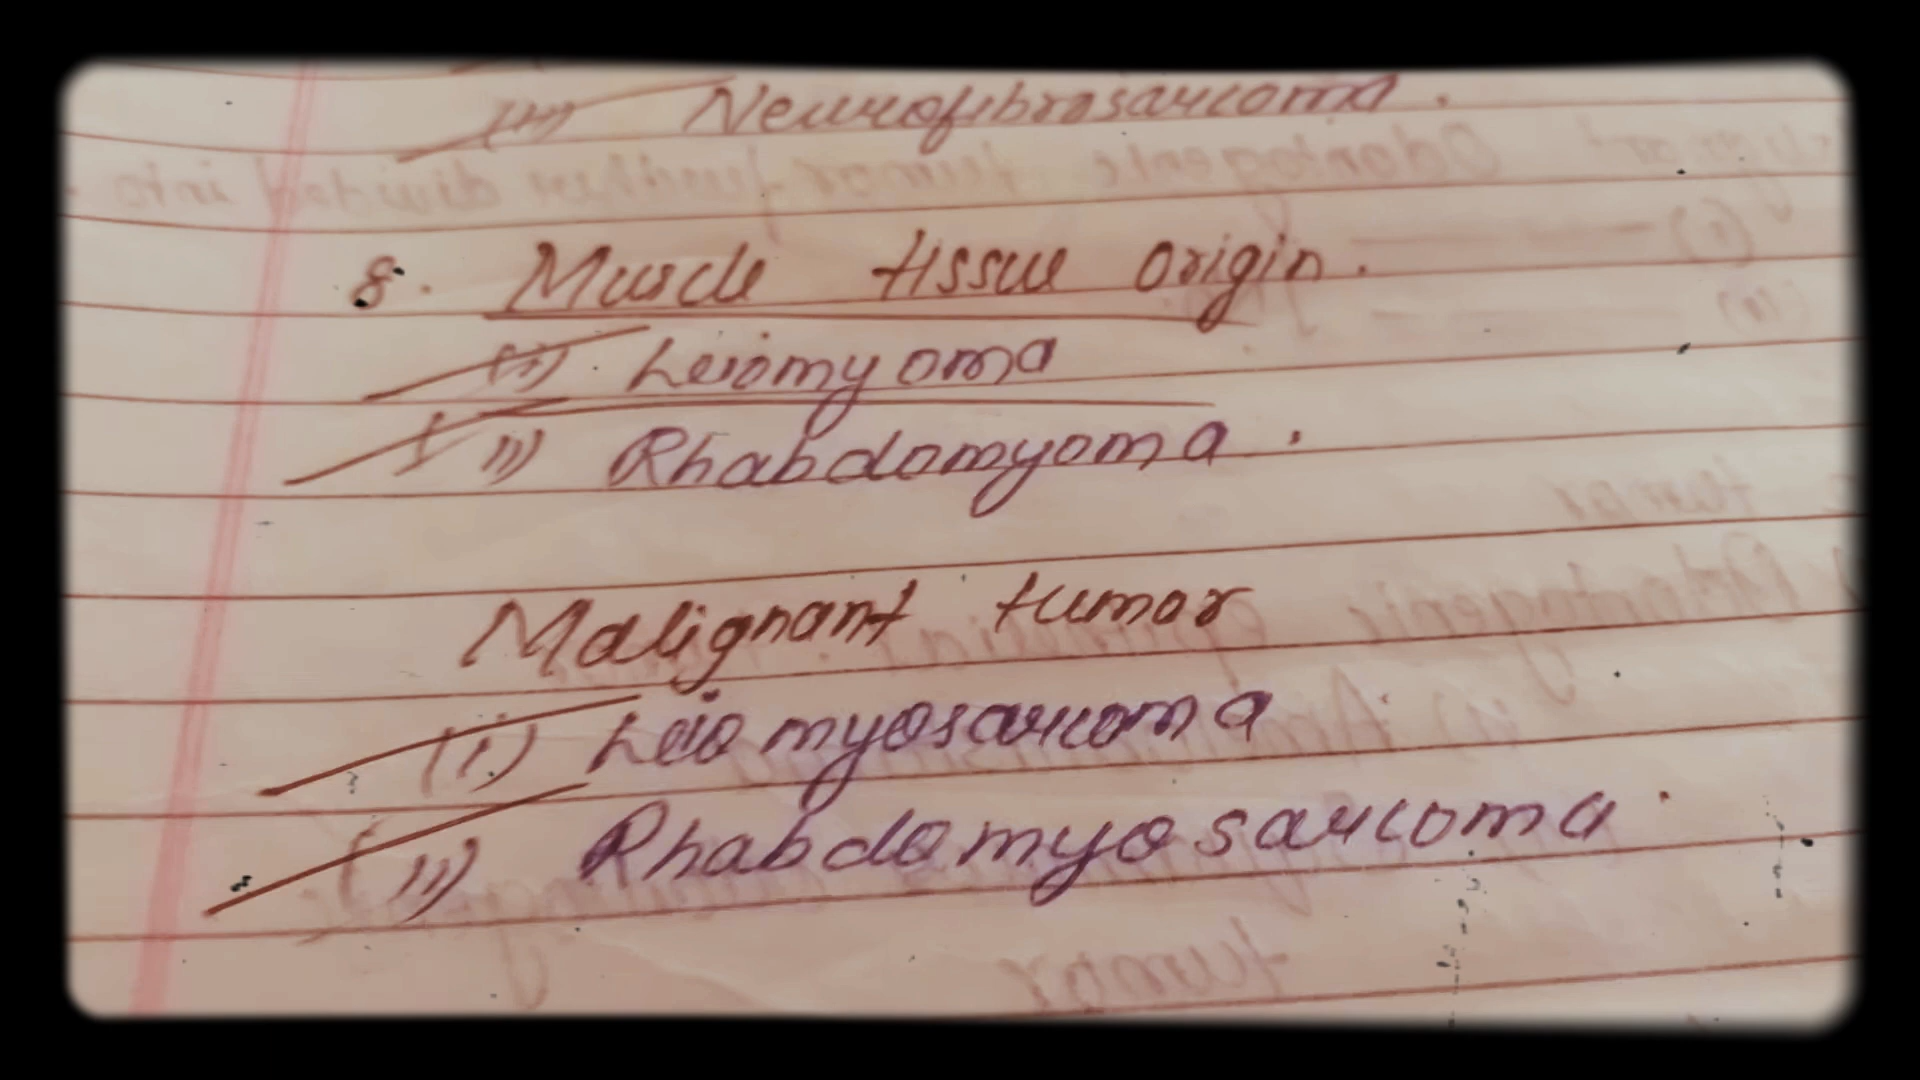 (iii) Neurofibrosarcoma.
8. Muscle tissue origin.
(i) Leiomyoma
(ii) Rhabdomyoma.
Malignant tumor
(i) Leiomyosarcoma
(ii) Rhabdomyosarcoma